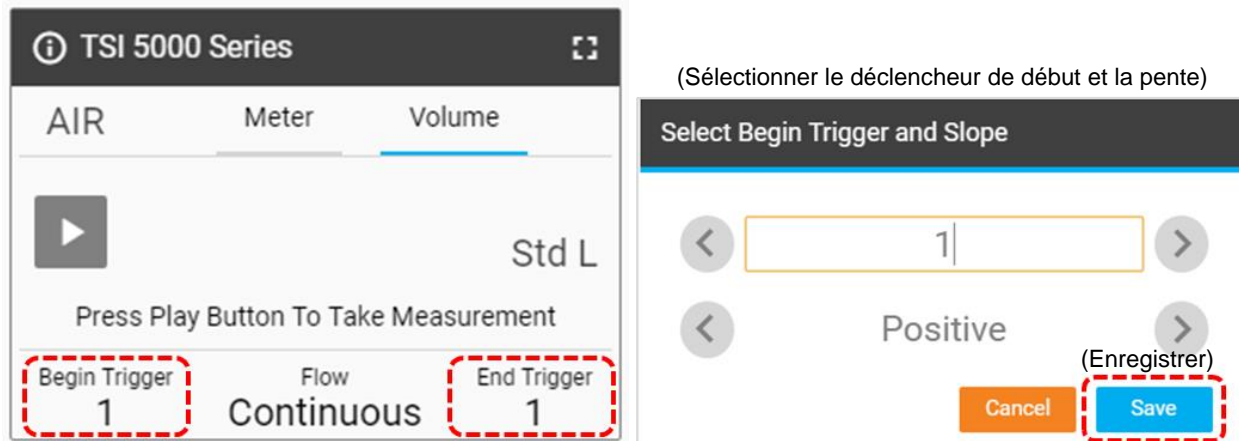 TSI 5000 Series
AIR Meter Volume
Std L
Press Play Button To Take Measurement
Begin Trigger Flow End Trigger
1 Continuous 1
(Sélectionner le déclencheur de début et la pente)
Select Begin Trigger and Slope
1
Positive
(Enregistrer)
Cancel Save